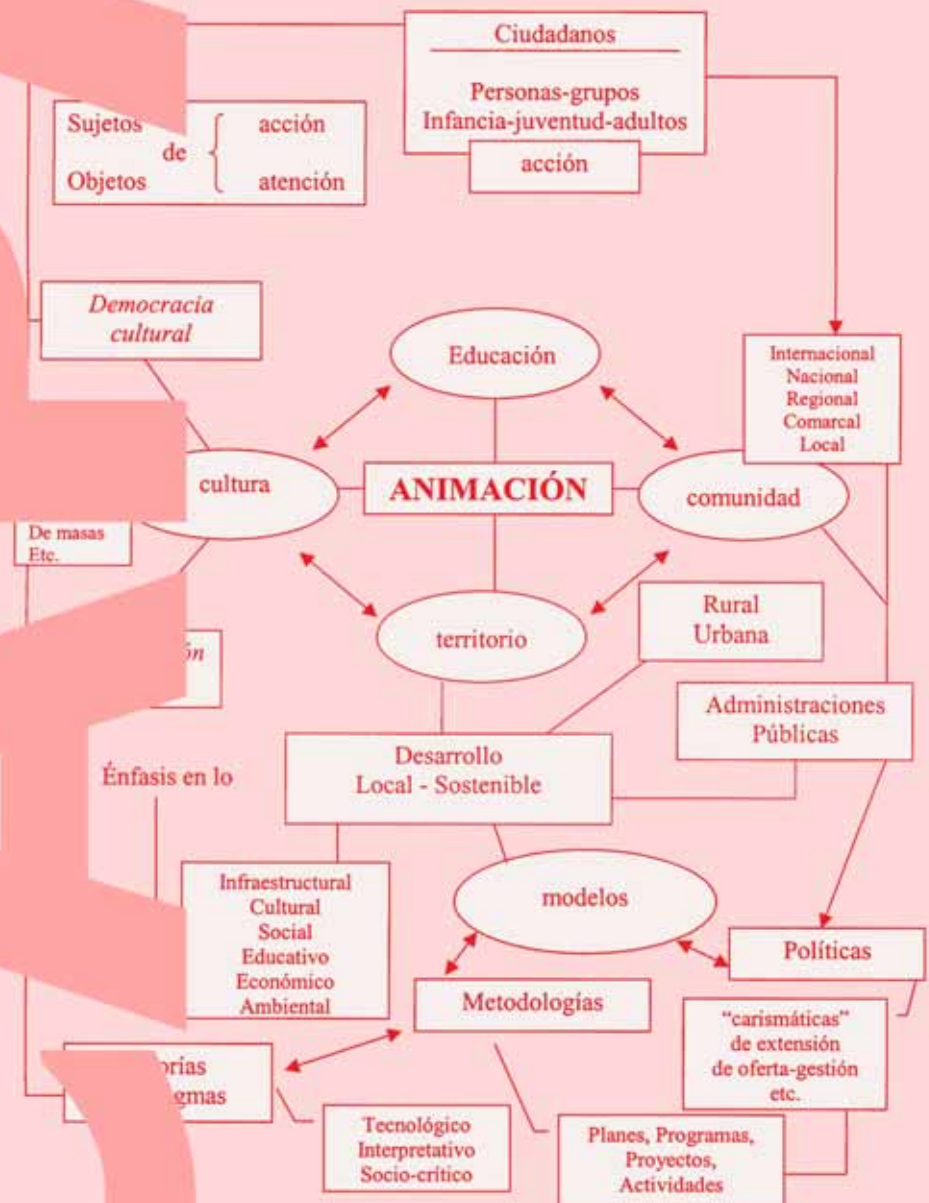 Ciudadanos
Personas-grupos
Infancia-juventud-adultos
acción
Sujetos
de
Objetos
acción
atención
Democracia
cultural
Educación
Internacional
Nacional
Regional
Comarcal
Local
cultura
ANIMACIÓN
comunidad
De masas
Etc.
territorio
Rural
Urbana
Administraciones
Públicas
Desarrollo
Local - Sostenible
Énfasis en lo
Infraestructural
Cultural
Social
Educativo
Económico
Ambiental
modelos
Políticas
Metodologías
"carismáticas"
de extensión
de oferta-gestión
etc.
Tecnológico
Interpretativo
Socio-crítico
Planes, Programas,
Proyectos,
Actividades